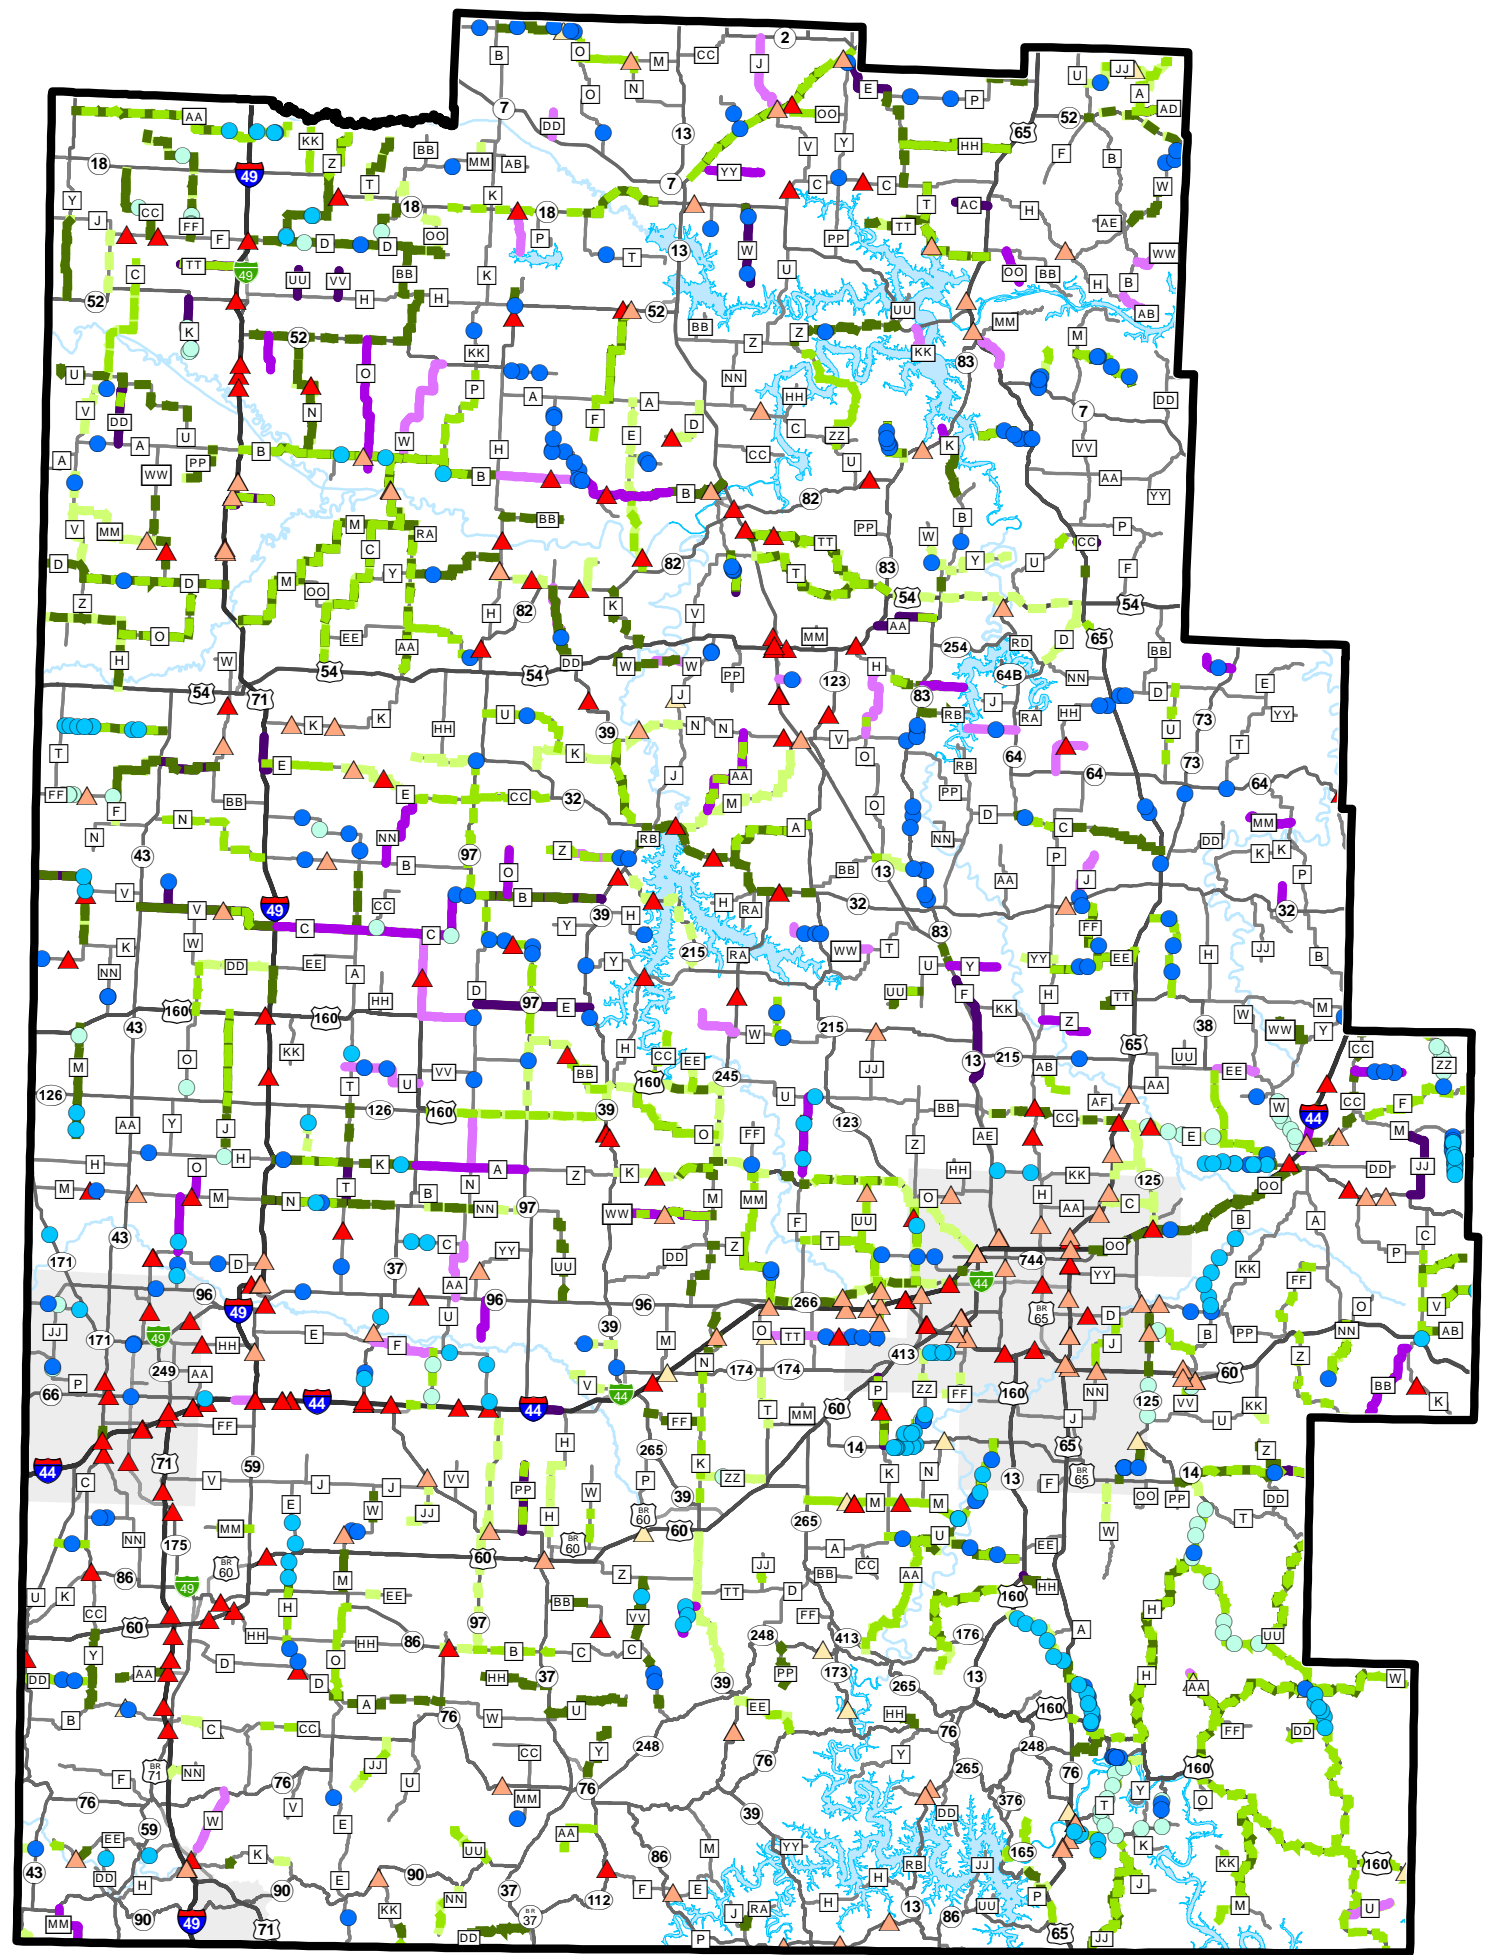 2
B O M CC J
O N E P U JJ A
7 DD 13 OO 65 52 AD
AA KK BB MM AB V Y HH F B
18 49 Z T K 7 YY C C W
Y 18 18 T AC H AE
J CC FF F D D OO P T 13 W PP TT
TT 49 UU VV BB H H K U OO BB H B WW
52 52 BB UU MM AB
K 52 KK Z Z KK 83 M
U O P NN HH DD
V DD N A F A D C ZZ 7
A A U B W H E CC U K VV
WW PP B B 82 AA YY
V MM M RA BB PP W B P
D D C Y TT 82 83 Y U CC F
Z M OO H 82 K T 54 54
O EE AA V MM AA 254 RD D 65 BB
H W 54 54 DD W W PP H 64B NN
54 71 K K HH U J 123 83 J D E
39 N N V RB RA HH 73 YY
T E K J AA O 64 U T
FF F BB E CC 32 M RB 64 73 64
N N NN RB A O PP D C DD MM
43 97 Z BB 13 NN P K K
V B O H RA 32 AA J P
V 49 CC B 39 H 83 FF 32
K W C C Y Y 215 RA WW T U Y YY EE H JJ B
NN DD EE A D 97 E UU F H TT
160 160 HH H W 215 KK Z 38 W WW Y M
43 O KK VV BB CC EE 245 JJ 13 215 65 UU CC ZZ
M T U 160 AB AA EE
126 126 160 39 U 123 BB AF CC W 44 CC F
AA Y J O FF Z AE E M
H H K A Z K HH KK DD JJ
M O M T B N M MM O H 125 OO
N NN 97 WW F UU AA C B A
43 171 D C YY DD Z T 744 OO P C
37 AA UU 44 YY KK FF
96 49 96 96 266 BR 65 D O V
JJ 171 49 HH E F U 39 M O TT 413 J B PP NN AB
249 AA N 174 174 60 Z
P 66 44 44 V 44 P ZZ FF 160 NN 125 VV KK BB K
FF T MM 60 J U
44 71 59 H 265 FF 14 65
C V J J VV PP P K ZZ K N 13 F BR 65 14 Z
E W JJ H W 39 M M OO PP DD
NN MM BR 60 60 265 U W T
175 BR 60 60 BR 60 A EE
86 49 M EE Z TT JJ D BB CC AA HH
U K CC H 97 BB VV FF 160 H
60 HH HH 86 B C C 248 413 176 A UU
Y AA D O HH 37 PP 173 13 H
DD D A 39 265 160 AA W
B C CC 76 W U EE HH 76 FF DD
BR 71 NN JJ CC Y 248 76 Y 248
F 76 U 76 265 76 160
76 V MM 39 DD 376 T Y O
59 W E AA
EE UU 86 M YY RB JJ 165 K KK 160
43 DD H K 90 90 E 37 112 F E H P J
90 49 71 KK NN BR 37 J RA H 13 86 UU M U
MM DD P 65 JJ